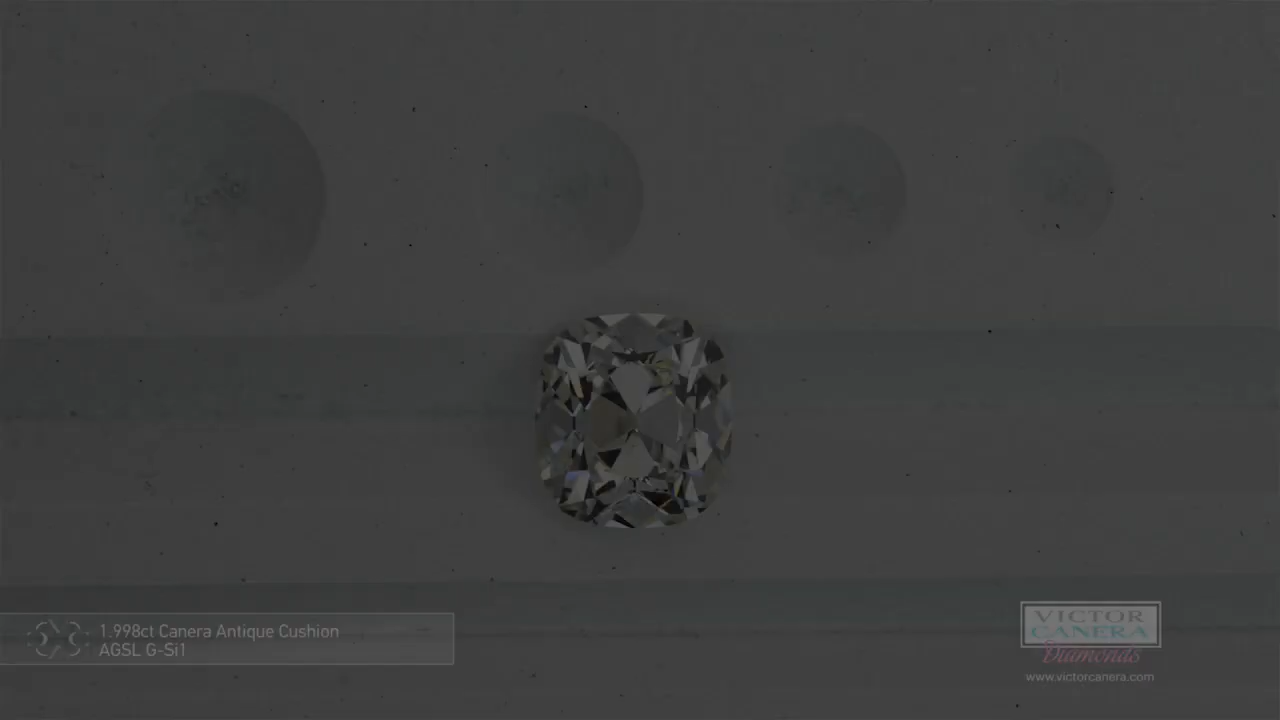 1.998ct Canera Antique Cushion
AGSL G-Si1
VICTOR
CANERA
Diamonds
www.victorcanera.com